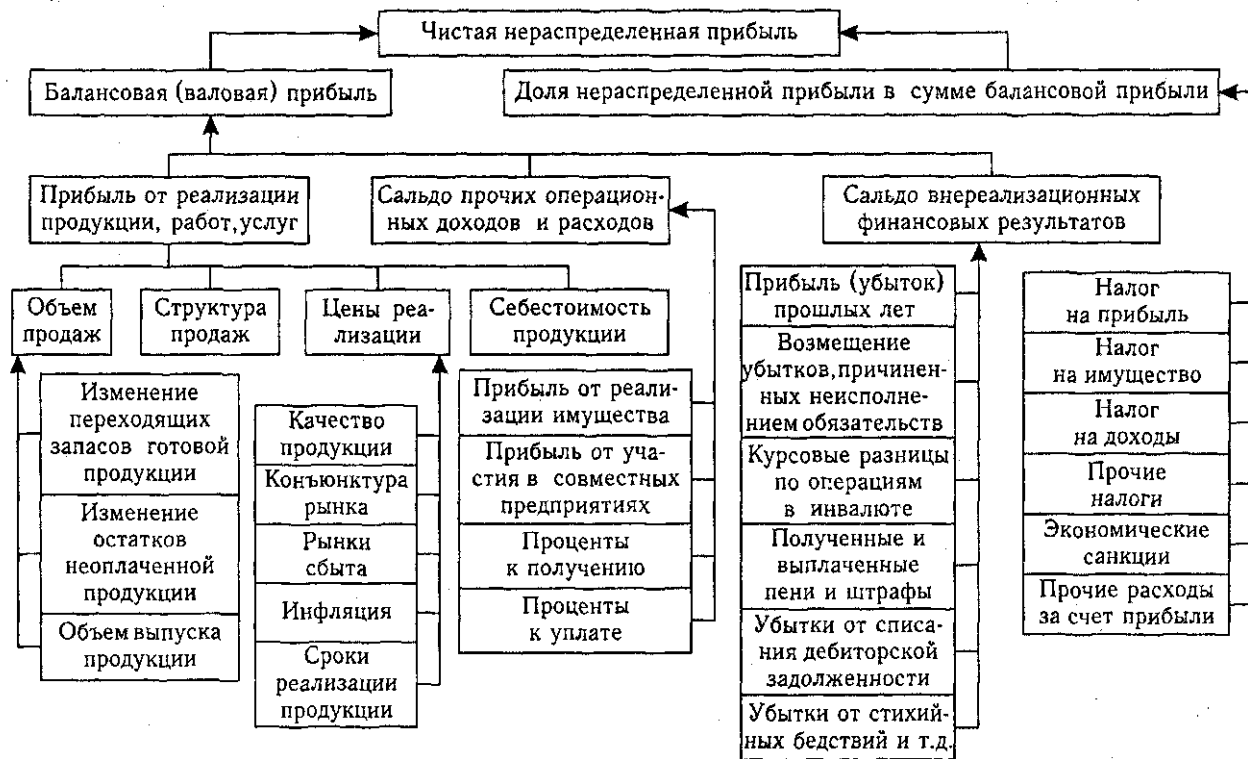 Чистая нераспределенная прибыль
Балансовая (валовая) прибыль
Доля нераспределенной прибыли в сумме балансовой прибыли
Прибыль от реализации
продукции, работ,услуг
Сальдо прочих операцион-
ных доходов и расходов
Сальдо внереализационных
финансовых результатов
Объем
продаж
Структура
продаж
Цены реа-
лизации
Себестоимость
продукции
Изменение
переходящих
запасов готовой
продукции
Изменение
остатков
неоплаченной
продукции
Объем выпуска
продукции
Качество
продукции
Конъюнктура
рынка
Рынки
сбыта
Инфляция
Сроки
реализации
продукции
Прибыль от реали-
зации имущества
Прибыль от уча-
стия в совместных
предприятиях
Проценты
к получению
Проценты
к уплате
Прибыль (убыток)
прошлых лет
Возмещение
убытков,причинен-
ных неисполне-
нием обязательств
Курсовые разницы
по операциям
в инвалюте
Полученные и
выплаченные
пени и штрафы
Убытки от списа-
ния дебиторской
задолженности
Убытки от стихий-
ных бедствий и т.д.
Налог
на прибыль
Налог
на имущество
Налог
на доходы
Прочие
налоги
Экономические
санкции
Прочие расходы
за счет прибыли